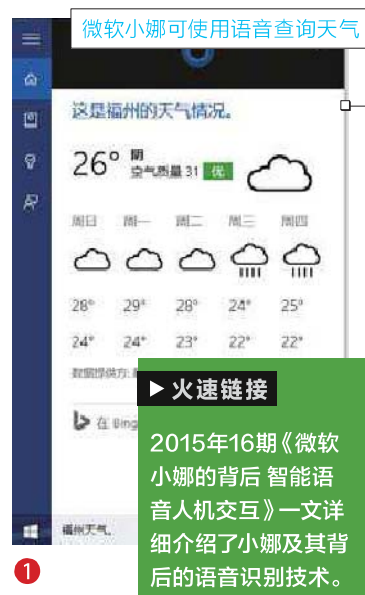 微软小娜可使用语音查询天气
这是福州的天气情况。
26° 阴
空气质量 31 优
周日 周一 周二 周三 周四
28° 29° 28° 24° 25°
24° 24° 23° 22° 22°
数据提供方:
在 Bing
福州天气。
▶火速链接
2015年16期《微软
小娜的背后 智能语
音人机交互》一文详
细介绍了小娜及其背
后的语音识别技术。
1